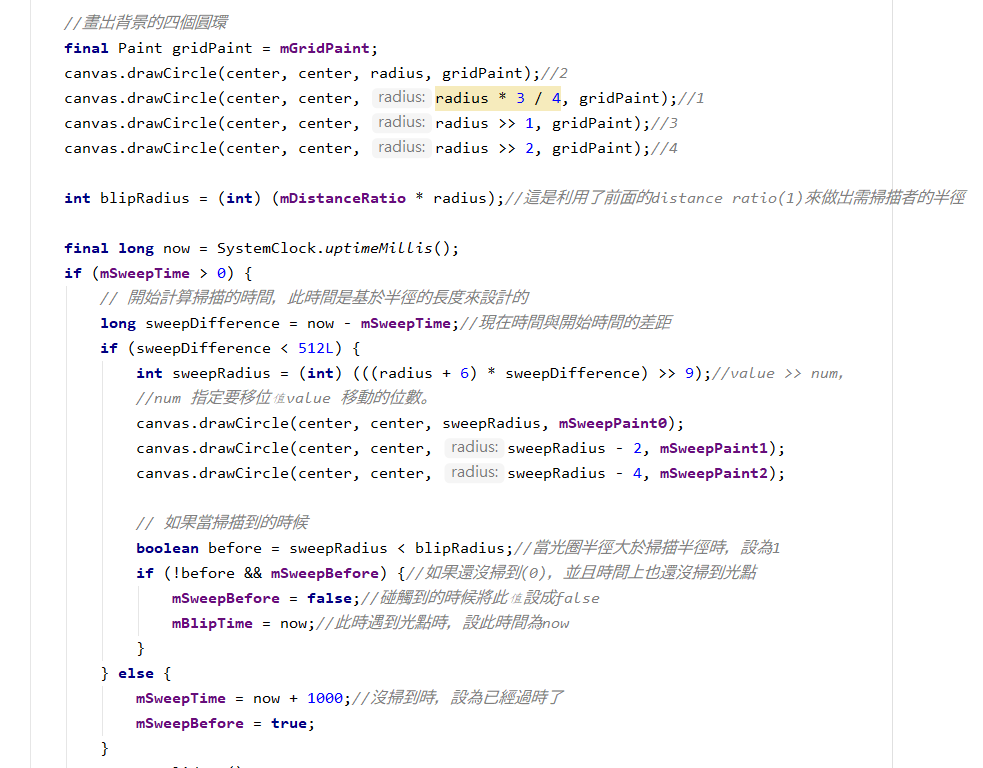 //畫出背景的四個圓環
final Paint gridPaint = mGridPaint;
canvas.drawCircle(center, center, radius, gridPaint);//2
canvas.drawCircle(center, center, radius: radius * 3 / 4, gridPaint);//1
canvas.drawCircle(center, center, radius: radius >> 1, gridPaint);//3
canvas.drawCircle(center, center, radius: radius >> 2, gridPaint);//4
int blipRadius = (int) (mDistanceRatio * radius);//這是利用了前面的distance ratio(1)來做出需掃描者的半徑
final long now = SystemClock.uptimeMillis();
if (mSweepTime > 0) {
// 開始計算掃描的時間，此時間是基於半徑的長度來設計的
long sweepDifference = now - mSweepTime;//現在時間與開始時間的差距
if (sweepDifference < 512L) {
int sweepRadius = (int) (((radius + 6) * sweepDifference) >> 9);//value >> num,
//num 指定要移位值value 移動的位數。
canvas.drawCircle(center, center, sweepRadius, mSweepPaint0);
canvas.drawCircle(center, center, radius: sweepRadius - 2, mSweepPaint1);
canvas.drawCircle(center, center, radius: sweepRadius - 4, mSweepPaint2);
// 如果當掃描到的時候
boolean before = sweepRadius < blipRadius;//當光圈半徑大於掃描半徑時，設為1
if (!before && mSweepBefore) {//如果還沒掃到(0)，並且時間上也還沒掃到光點
mSweepBefore = false;//碰觸到的時候將此值設成false
mBlipTime = now;//此時遇到光點時，設此時間為now
}
} else {
mSweepTime = now + 1000;//沒掃到時，設為已經過時了
mSweepBefore = true;
}